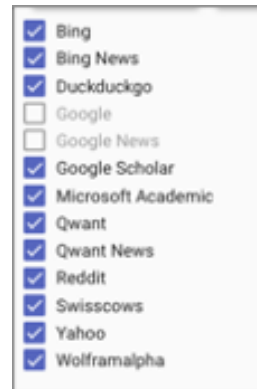 Bing
Bing News
Duckduckgo
Google
Google News
Google Scholar
Microsoft Academic
Qwant
Qwant News
Reddit
Swisscows
Yahoo
Wolframalpha